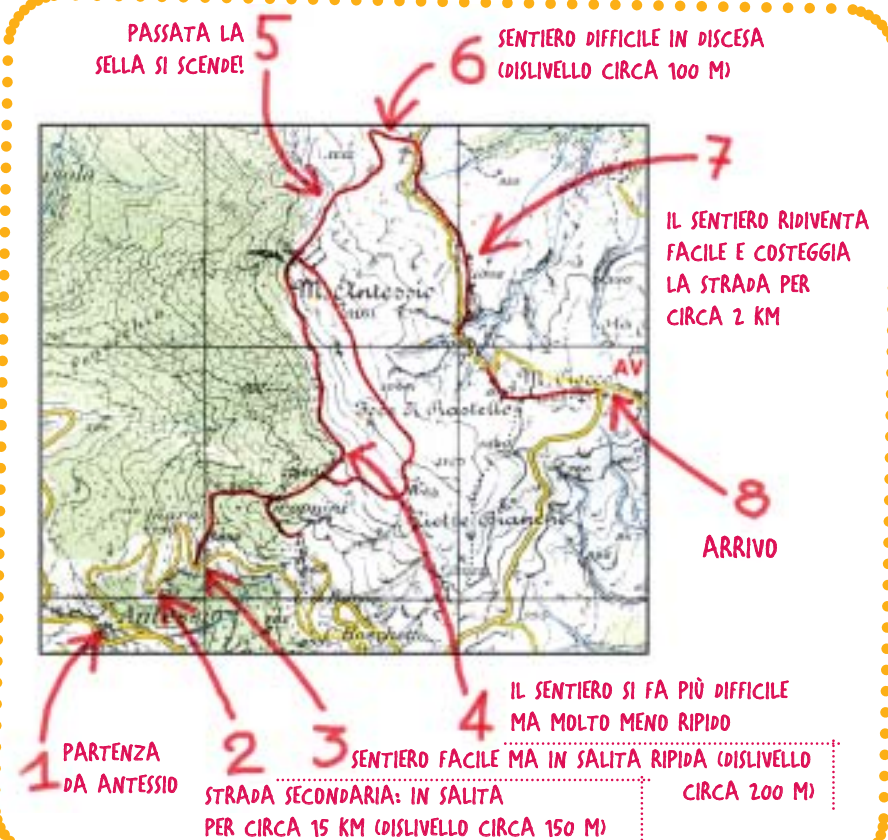 PASSATA LA
SELLA SI SCENDE!
5
6
SENTIERO DIFFICILE IN DISCESA
(DISLIVELLO CIRCA 100 M)
7
IL SENTIERO RIDIVENTA
FACILE E COSTEGGIA
LA STRADA PER
CIRCA 2 KM
M. Antessio
AV
Antessio
8
ARRIVO
4
IL SENTIERO SI FA PIÙ DIFFICILE
MA MOLTO MENO RIPIDO
1
PARTENZA
DA ANTESSIO
2
3
SENTIERO FACILE MA IN SALITA RIPIDA (DISLIVELLO
CIRCA 200 M)
STRADA SECONDARIA: IN SALITA
PER CIRCA 15 KM (DISLIVELLO CIRCA 150 M)